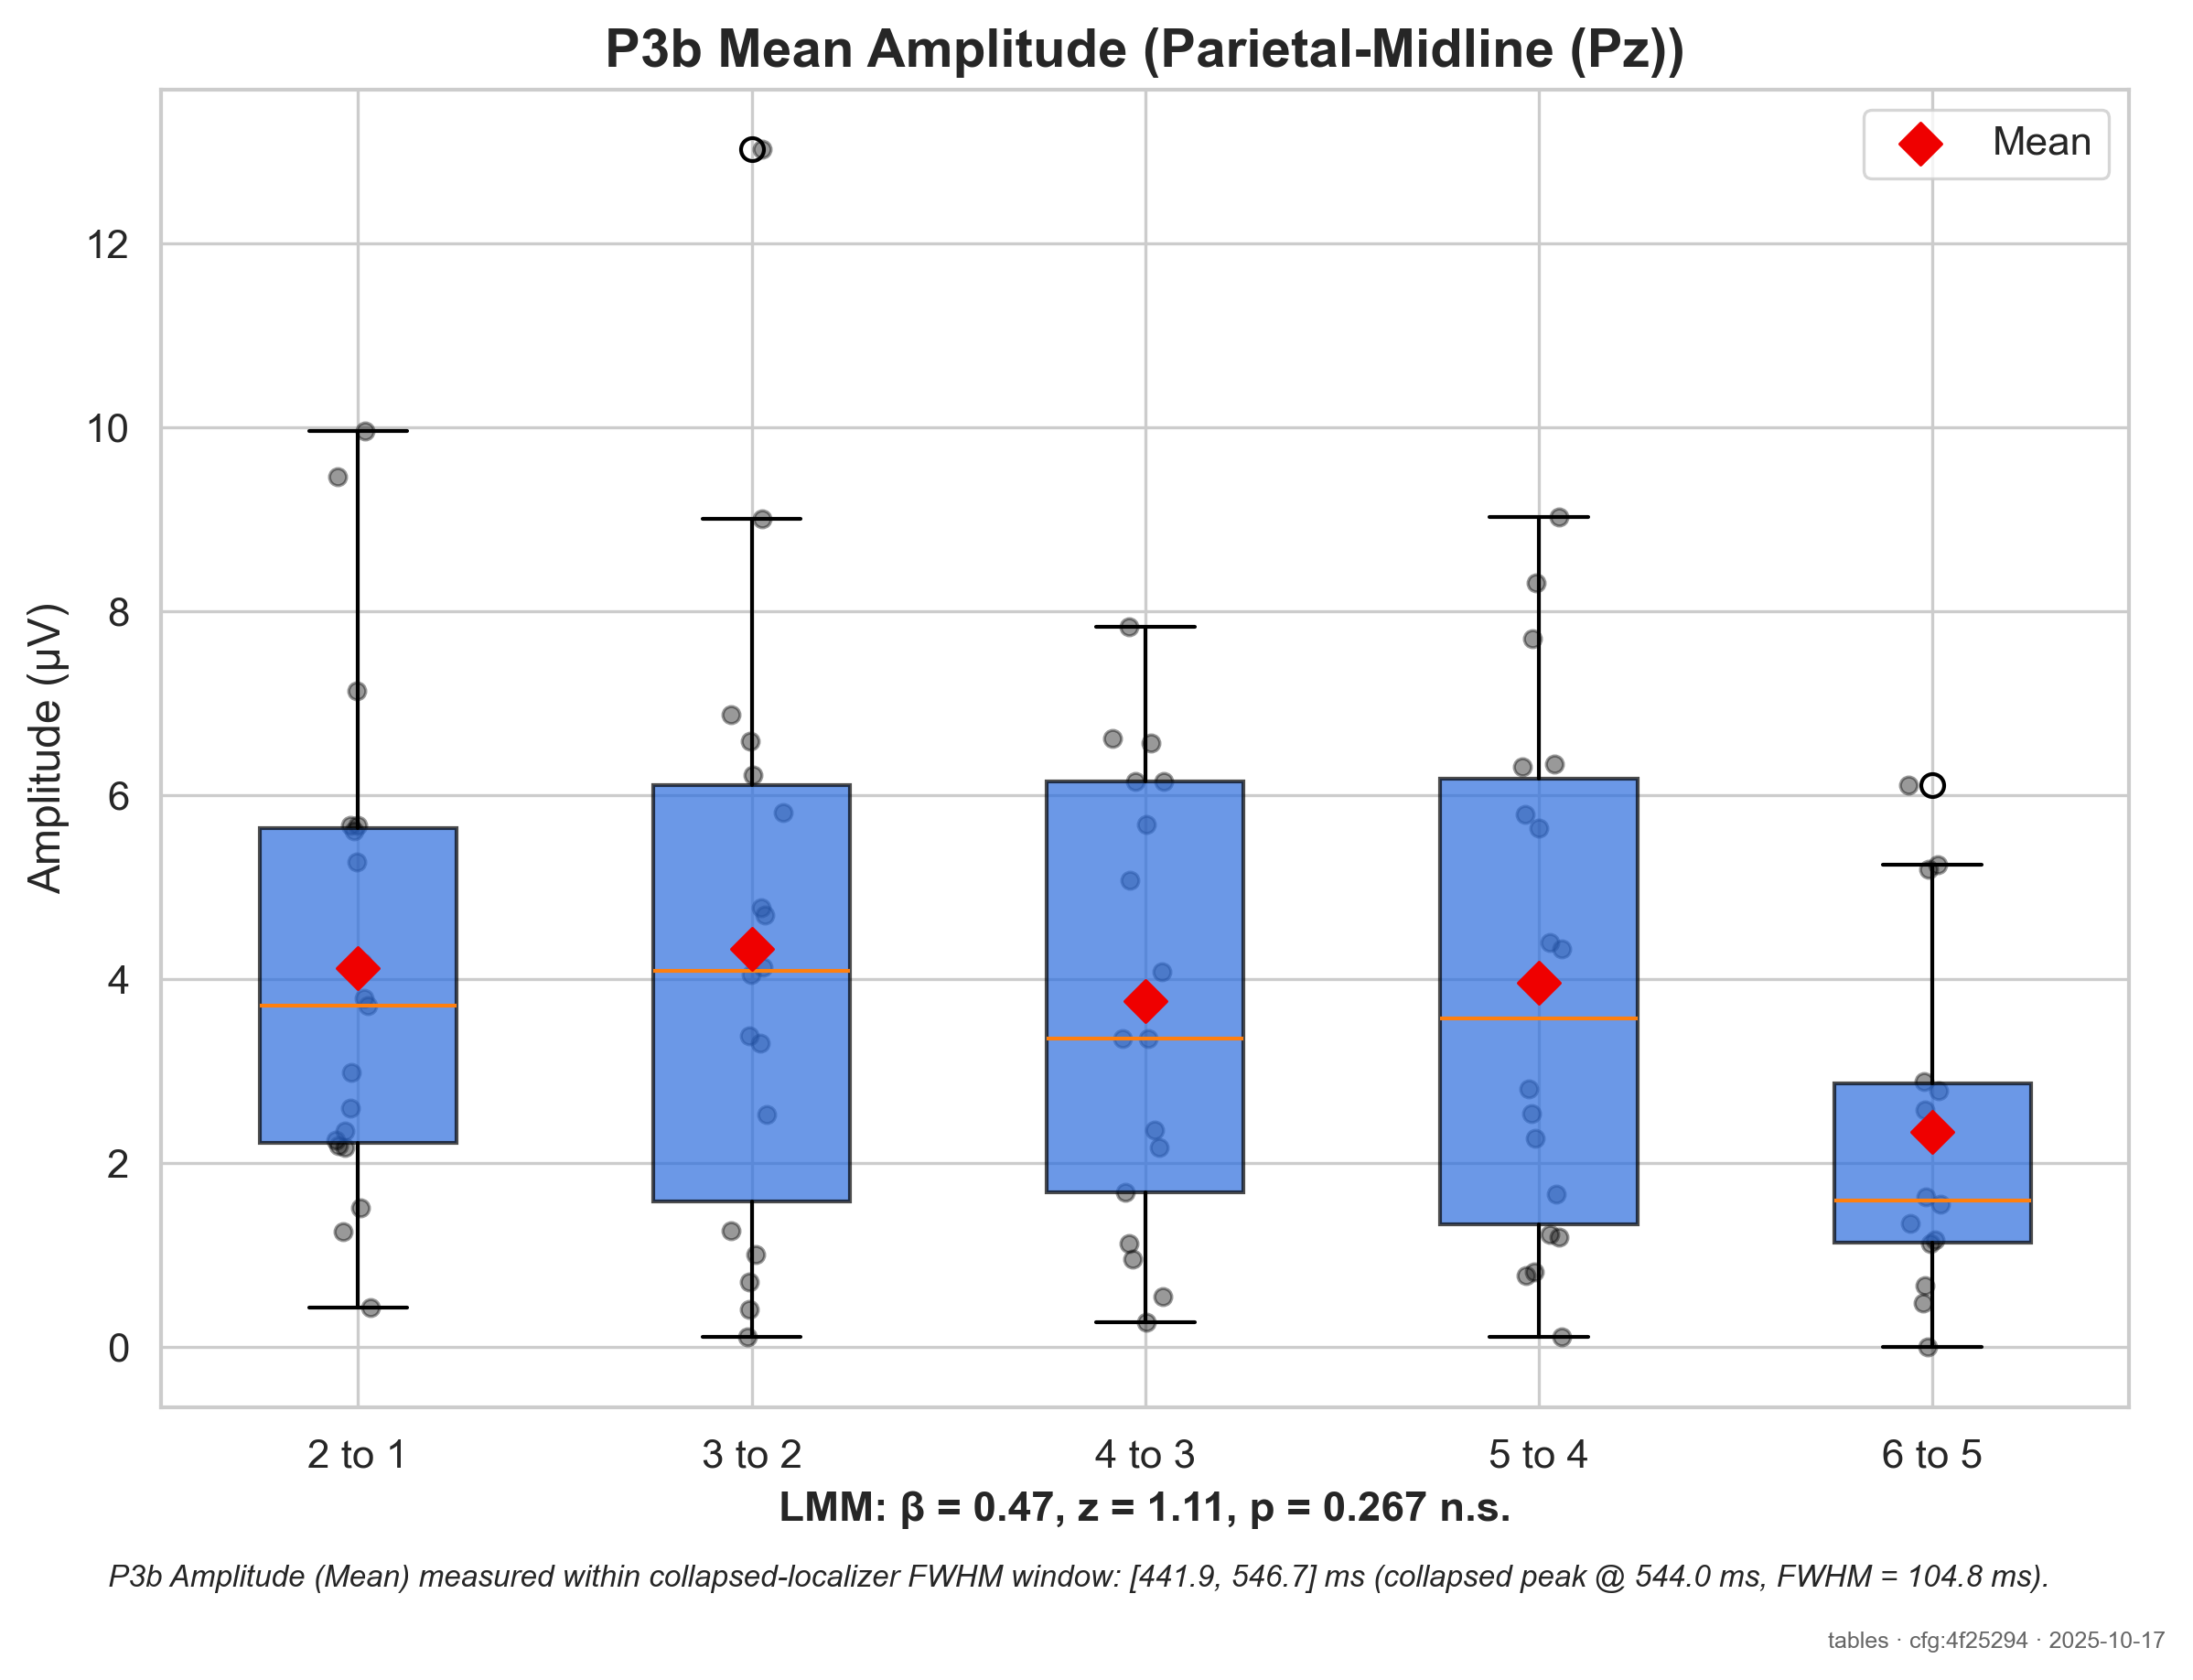 P3b Mean Amplitude (Parietal-Midline (Pz))
Mean
Amplitude (µV)
12
10
8
6
4
2
0
2 to 1
3 to 2
4 to 3
5 to 4
6 to 5
LMM: β = 0.47, z = 1.11, p = 0.267 n.s.
P3b Amplitude (Mean) measured within collapsed-localizer FWHM window: [441.9, 546.7] ms (collapsed peak @ 544.0 ms, FWHM = 104.8 ms).
tables · cfg:4f25294 · 2025-10-17